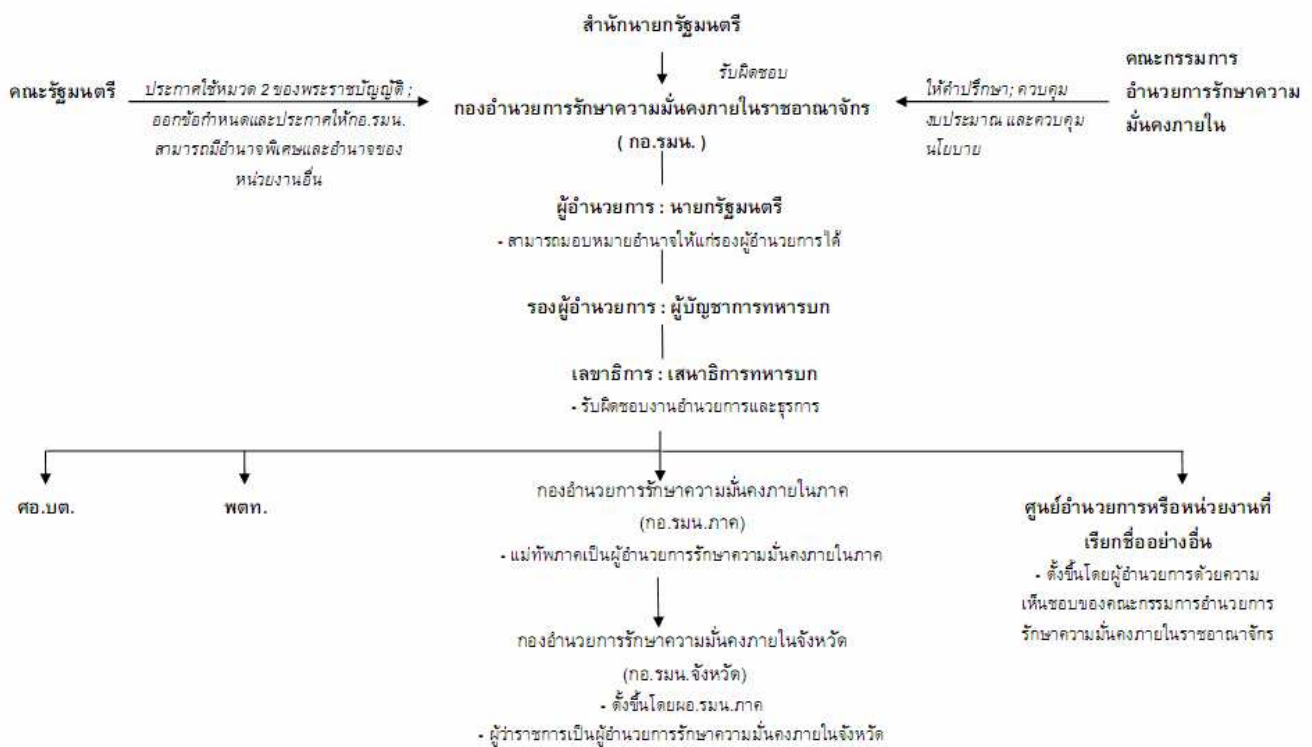 สำนักนายกรัฐมนตรี
รับผิดชอบ
คณะรัฐมนตรี
ประกาศใช้หมวด 2 ของพระราชบัญญัติ ;
ออกข้อกำหนดและประกาศให้กอ.รมน.
สามารถมีอำนาจพิเศษและอำนาจของ
หน่วยงานอื่น
กองอำนวยการรักษาความมั่นคงภายในราชอาณาจักร
( กอ.รมน. )
ให้คำปรึกษา; ควบคุม
งบประมาณ และควบคุม
นโยบาย
คณะกรรมการ
อำนวยการรักษาความ
มั่นคงภายใน
ผู้อำนวยการ : นายกรัฐมนตรี
- สามารถมอบหมายอำนาจให้แก่รองผู้อำนวยการได้
รองผู้อำนวยการ : ผู้บัญชาการทหารบก
เลขาธิการ : เสนาธิการทหารบก
- รับผิดชอบงานอำนวยการและธุรการ
ศอ.บต.
พตท.
กองอำนวยการรักษาความมั่นคงภายในภาค
(กอ.รมน.ภาค)
- แม่ทัพภาคเป็นผู้อำนวยการรักษาความมั่นคงภายในภาค
กองอำนวยการรักษาความมั่นคงภายในจังหวัด
(กอ.รมน.จังหวัด)
- ตั้งขึ้นโดยผอ.รมน.ภาค
- ผู้ว่าราชการเป็นผู้อำนวยการรักษาความมั่นคงภายในจังหวัด
ศูนย์อำนวยการหรือหน่วยงานที่
เรียกชื่ออย่างอื่น
- ตั้งขึ้นโดยผู้อำนวยการด้วยความ
เห็นชอบของคณะกรรมการอำนวยการ
รักษาความมั่นคงภายในราชอาณาจักร